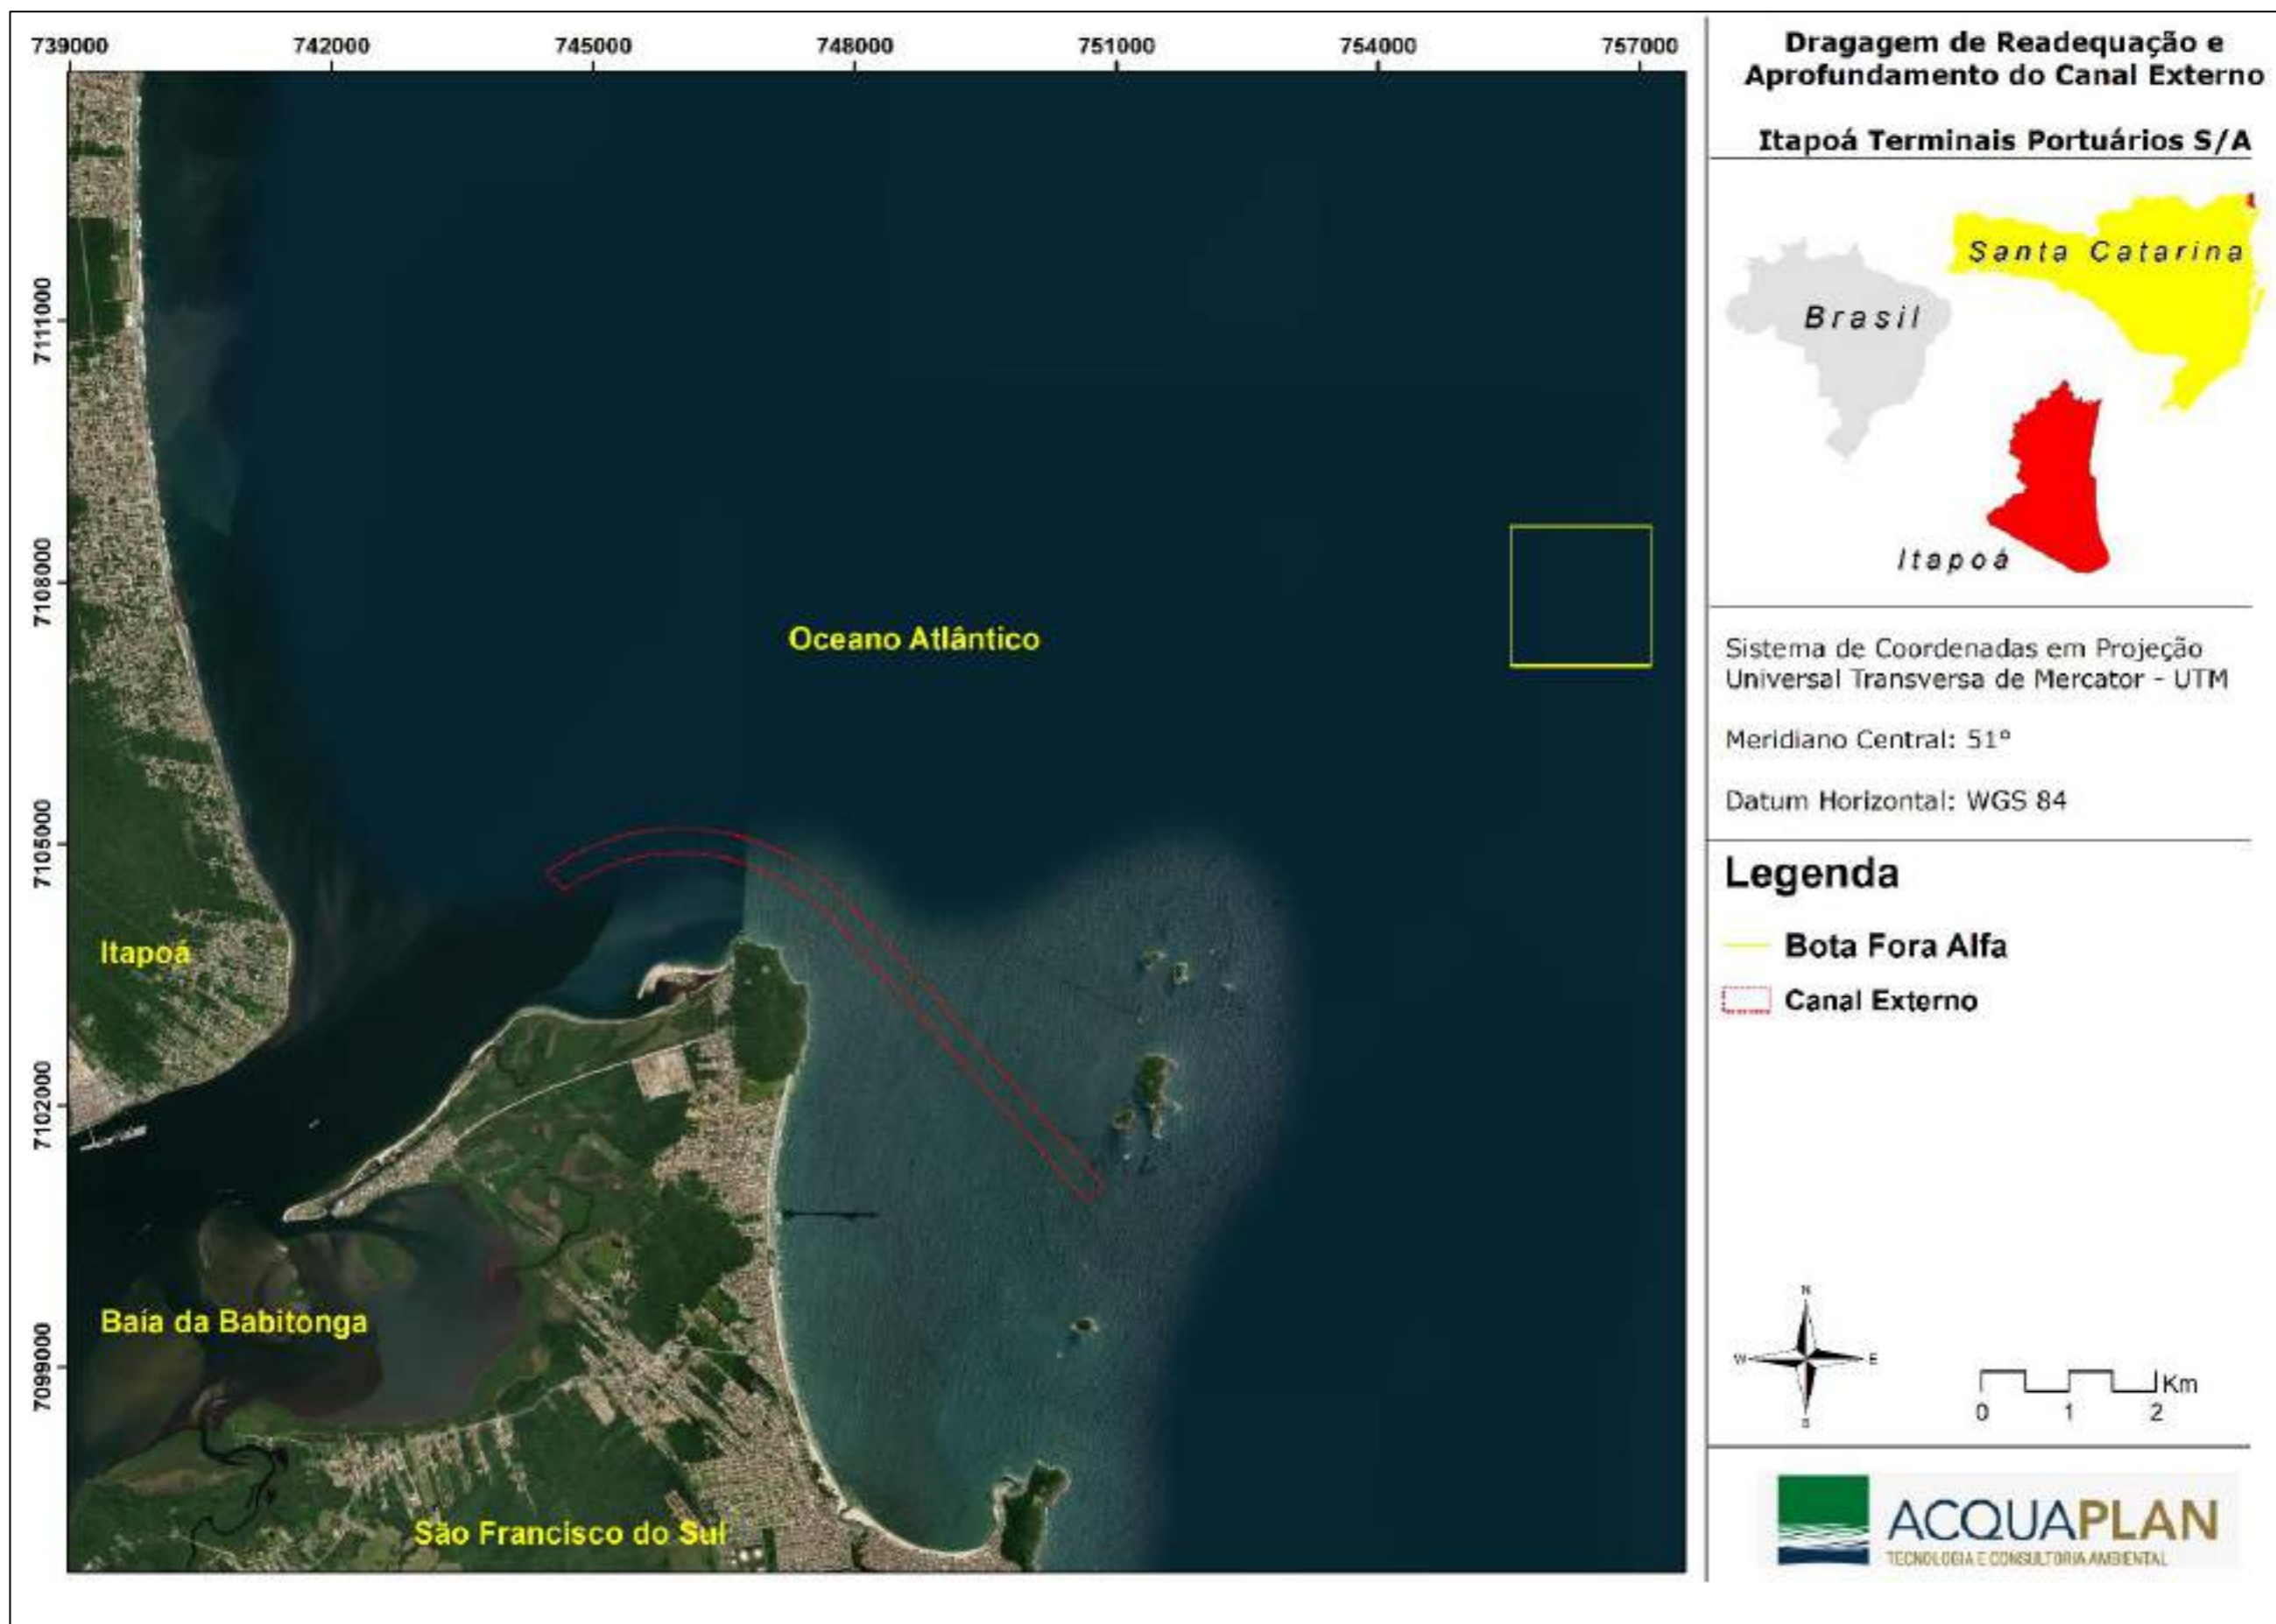 739000 742000 745000 748000 751000 754000 757000
7111000
7108000
7105000
7102000
7099000
Oceano Atlântico
Itapoá
Baía da Babitonga
São Francisco do Sul
Dragagem de Readequação e
Aprofundamento do Canal Externo
Itapoá Terminais Portuários S/A
Santa Catarina
Brasil
Itapoá
Sistema de Coordenadas em Projeção
Universal Transversa de Mercator - UTM
Meridiano Central: 51º
Datum Horizontal: WGS 84
Legenda
Bota Fora Alfa
Canal Externo
N
W E
S
Km
0 1 2
ACQUAPLAN
TECNOLOGIA E CONSULTORIA AMBIENTAL